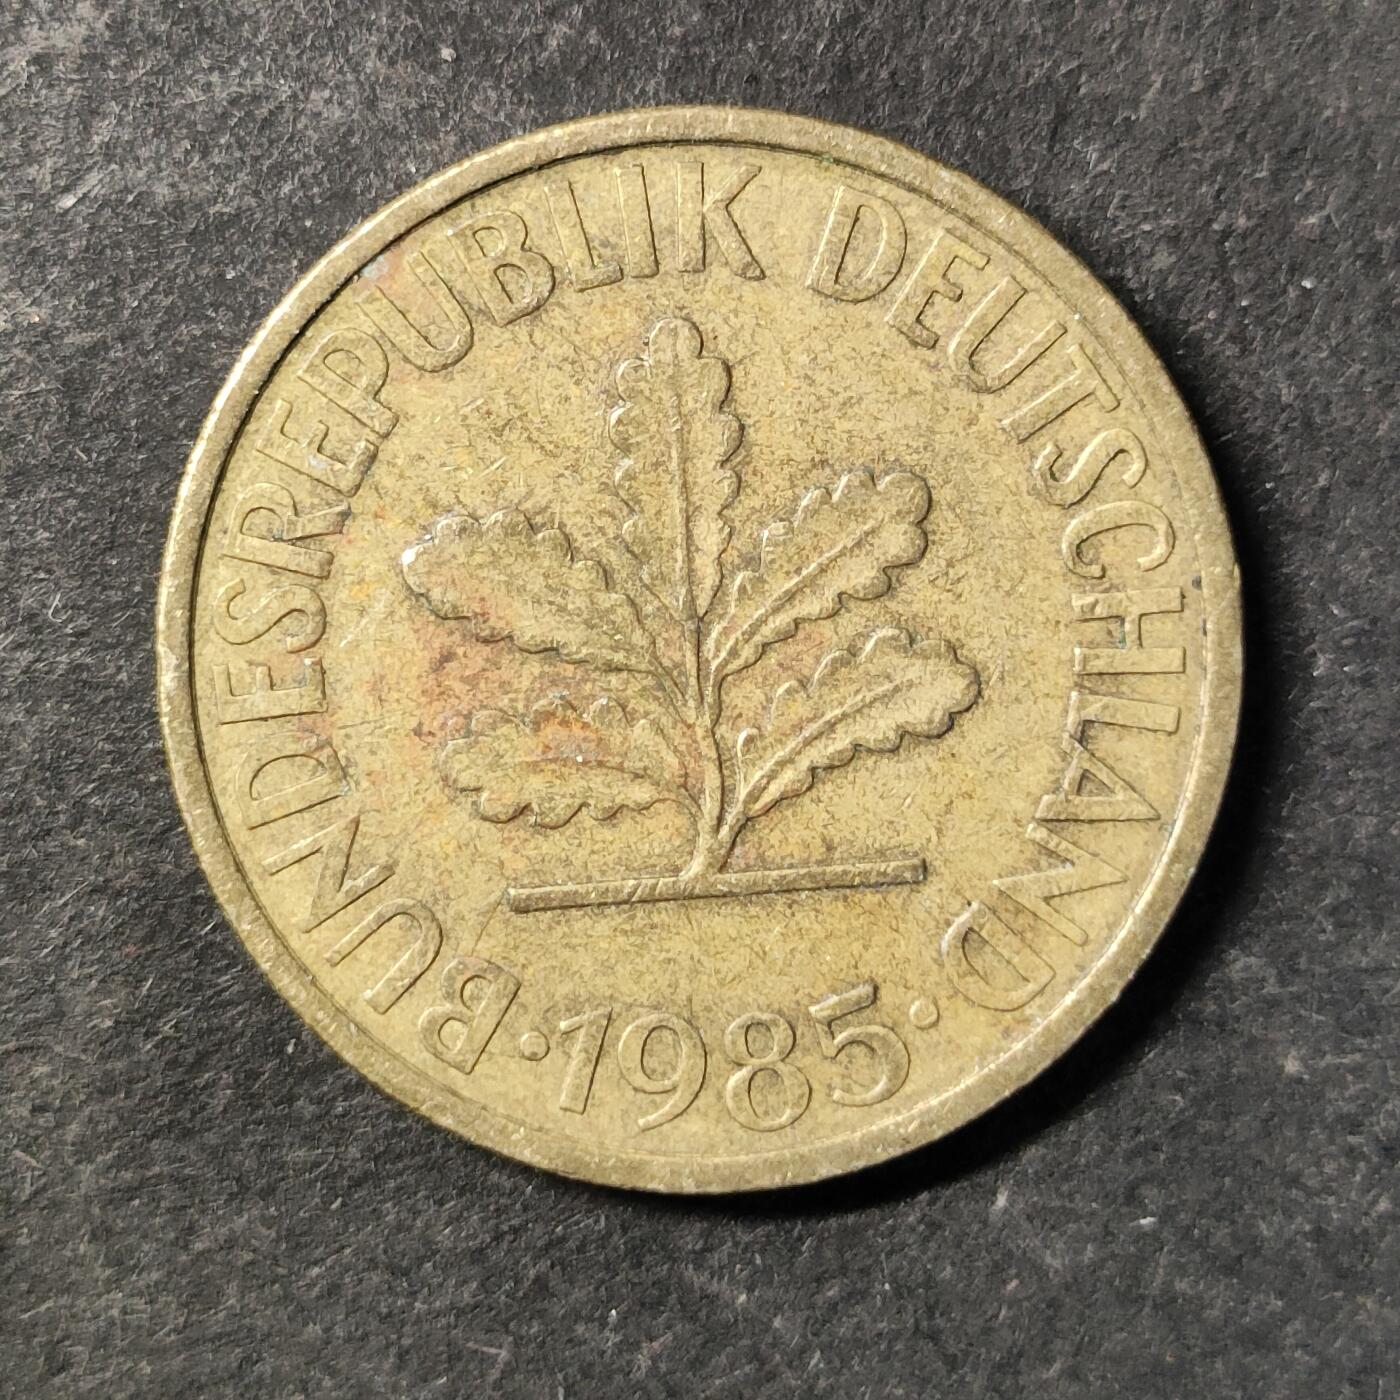 BUNDESREPUBLIK DEUTSCHLAND
· 1985 ·